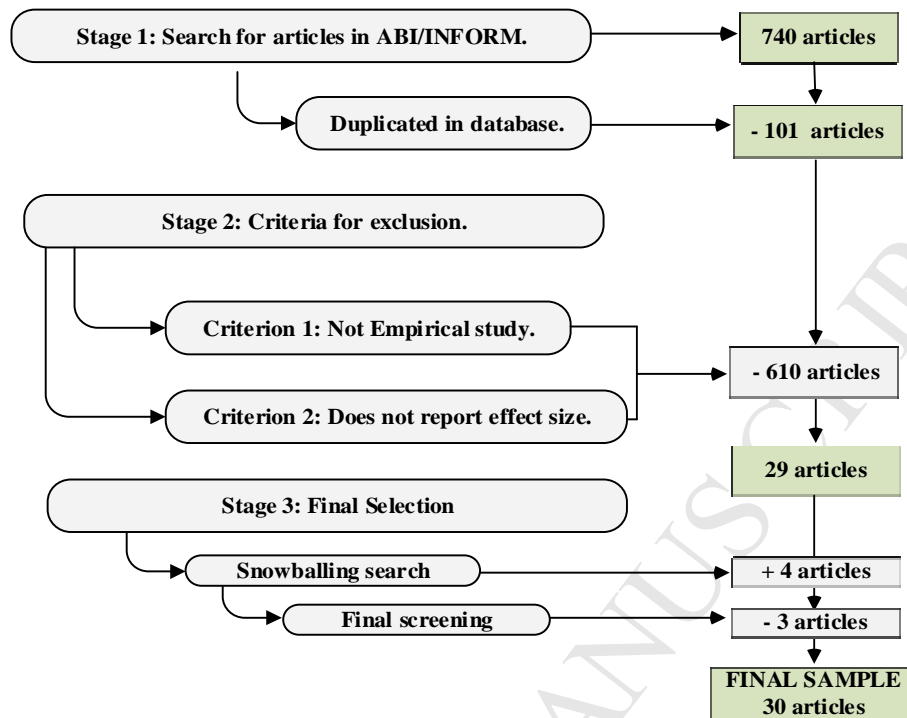 Stage 1: Search for articles in ABI/INFORM.
740 articles
Duplicated in database.
- 101 articles
Stage 2: Criteria for exclusion.
Criterion 1: Not Empirical study.
- 610 articles
Criterion 2: Does not report effect size.
29 articles
Stage 3: Final Selection
Snowballing search
+ 4 articles
Final screening
- 3 articles
FINAL SAMPLE
30 articles